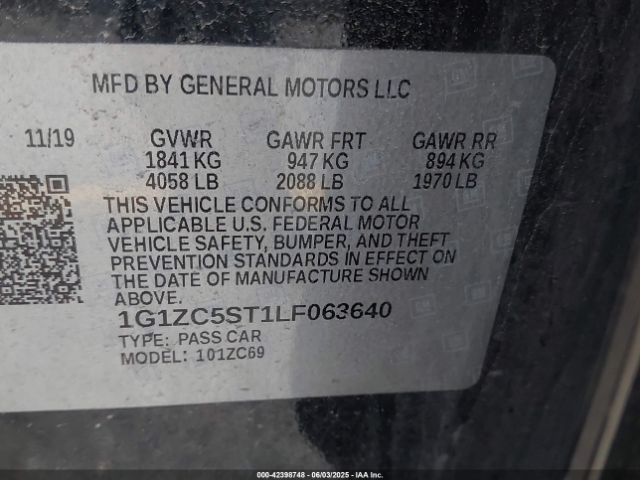 MFD BY GENERAL MOTORS LLC
11/19 GVWR GAWR FRT GAWR RR
1841 KG 947 KG 894 KG
4058 LB 2088 LB 1970 LB
THIS VEHICLE CONFORMS TO ALL
APPLICABLE U.S. FEDERAL MOTOR
VEHICLE SAFETY, BUMPER, AND THEFT
PREVENTION STANDARDS IN EFFECT ON
THE DATE OF MANUFACTURE SHOWN
ABOVE.
1G1ZC5ST1LF063640
TYPE: PASS CAR
MODEL: 101ZC69
00-42398748 - 06/03/2025 - IAAI, Inc.